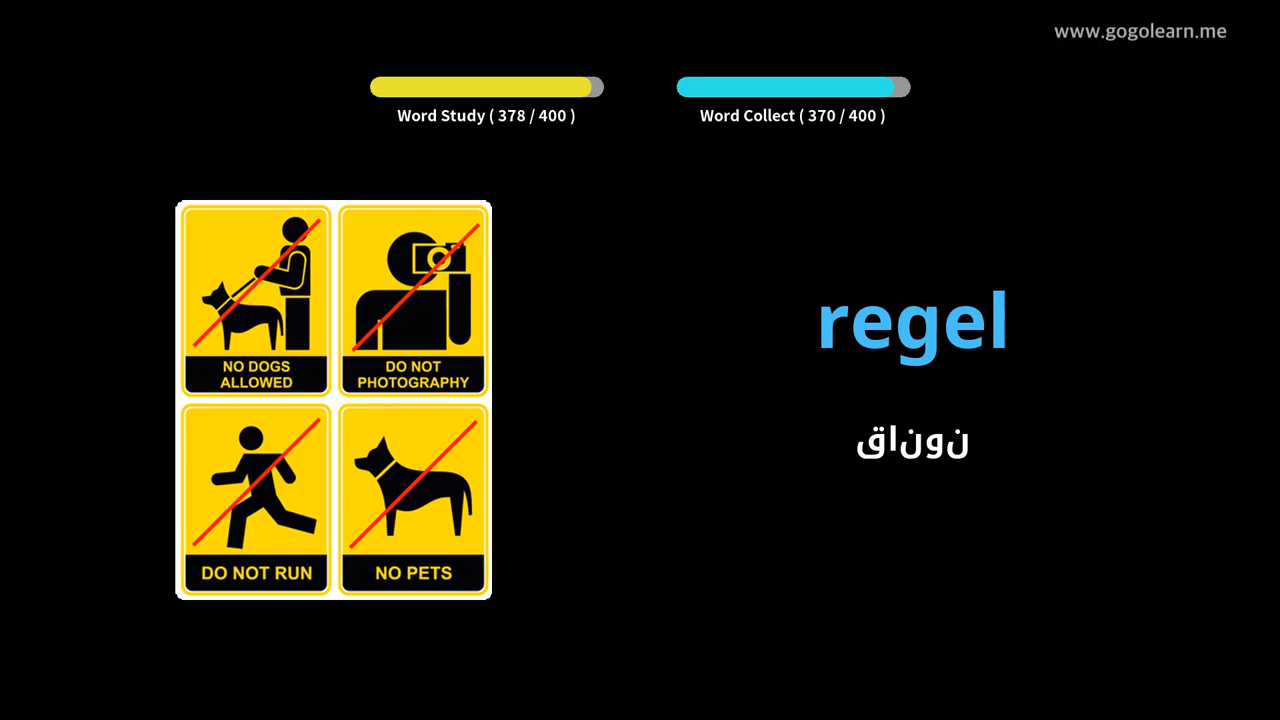 www.gogolearn.me
Word Study ( 378 / 400 )
Word Collect ( 370 / 400 )
NO DOGS
ALLOWED
DO NOT
PHOTOGRAPHY
DO NOT RUN
NO PETS
regel
نوناق